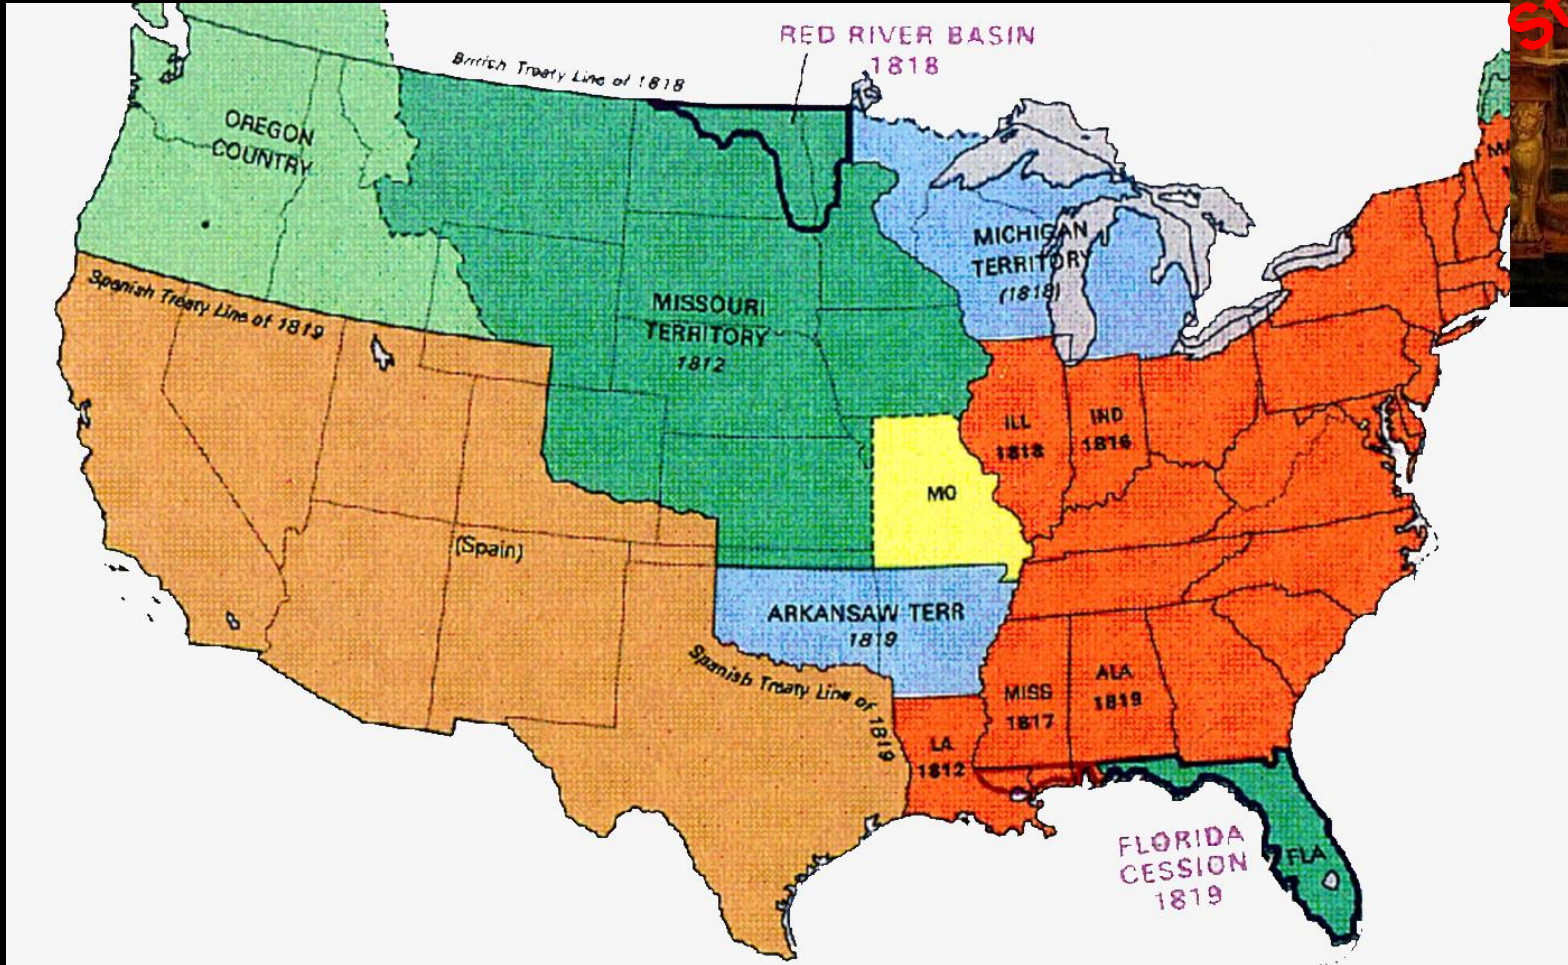 RED RIVER BASIN
1818
British Treaty Line of 1818
OREGON
COUNTRY
MICHIGAN
TERRITORY
(1818)
Spanish Treaty Line of 1819
MISSOURI
TERRITORY
1812
ILL
1818
IND
1816
MO
(Spain)
ARKANSAW TERR
1819
Spanish Treaty Line of 1819
MISS
1817
ALA
1819
LA
1812
FLORIDA
CESSION
1819
FLA